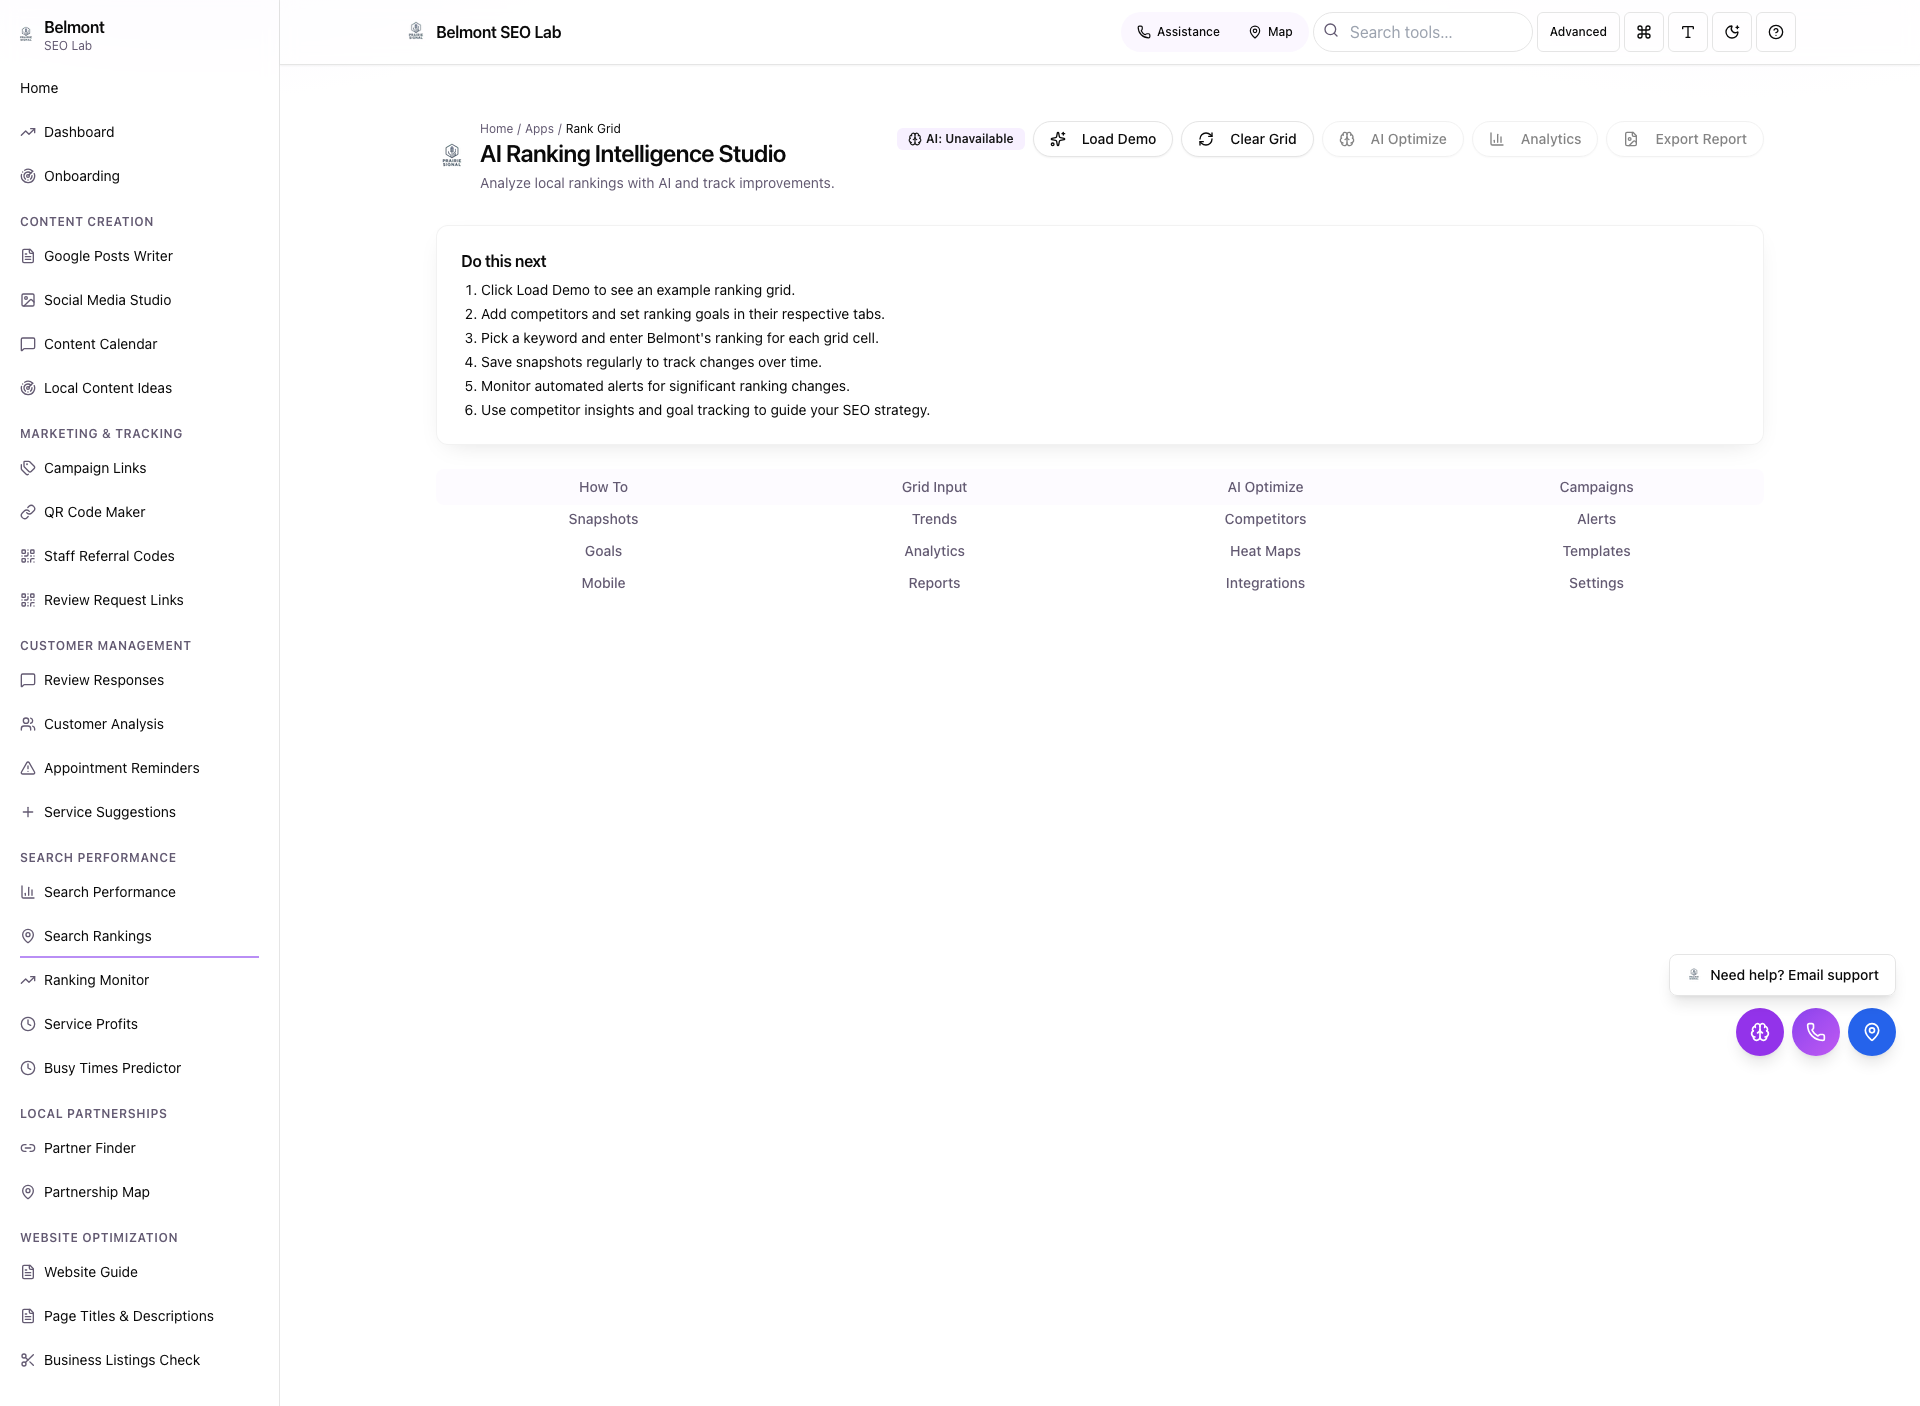 Belmont
SEO Lab
Home
Dashboard
Onboarding
CONTENT CREATION
Google Posts Writer
Social Media Studio
Content Calendar
Local Content Ideas
MARKETING & TRACKING
Campaign Links
QR Code Maker
Staff Referral Codes
Review Request Links
CUSTOMER MANAGEMENT
Review Responses
Customer Analysis
Appointment Reminders
Service Suggestions
SEARCH PERFORMANCE
Search Performance
Search Rankings
Ranking Monitor
Service Profits
Busy Times Predictor
LOCAL PARTNERSHIPS
Partner Finder
Partnership Map
WEBSITE OPTIMIZATION
Website Guide
Page Titles & Descriptions
Business Listings Check
Belmont SEO Lab
Assistance
Map
Search tools...
Advanced
PRAIRIE
SIGNAL
Home / Apps / Rank Grid
AI Ranking Intelligence Studio
Analyze local rankings with AI and track improvements.
AI: Unavailable
Load Demo
Clear Grid
AI Optimize
Analytics
Export Report
Do this next
1. Click Load Demo to see an example ranking grid.
2. Add competitors and set ranking goals in their respective tabs.
3. Pick a keyword and enter Belmont's ranking for each grid cell.
4. Save snapshots regularly to track changes over time.
5. Monitor automated alerts for significant ranking changes.
6. Use competitor insights and goal tracking to guide your SEO strategy.
How To
Grid Input
AI Optimize
Campaigns
Snapshots
Trends
Competitors
Alerts
Goals
Analytics
Heat Maps
Templates
Mobile
Reports
Integrations
Settings
Need help? Email support